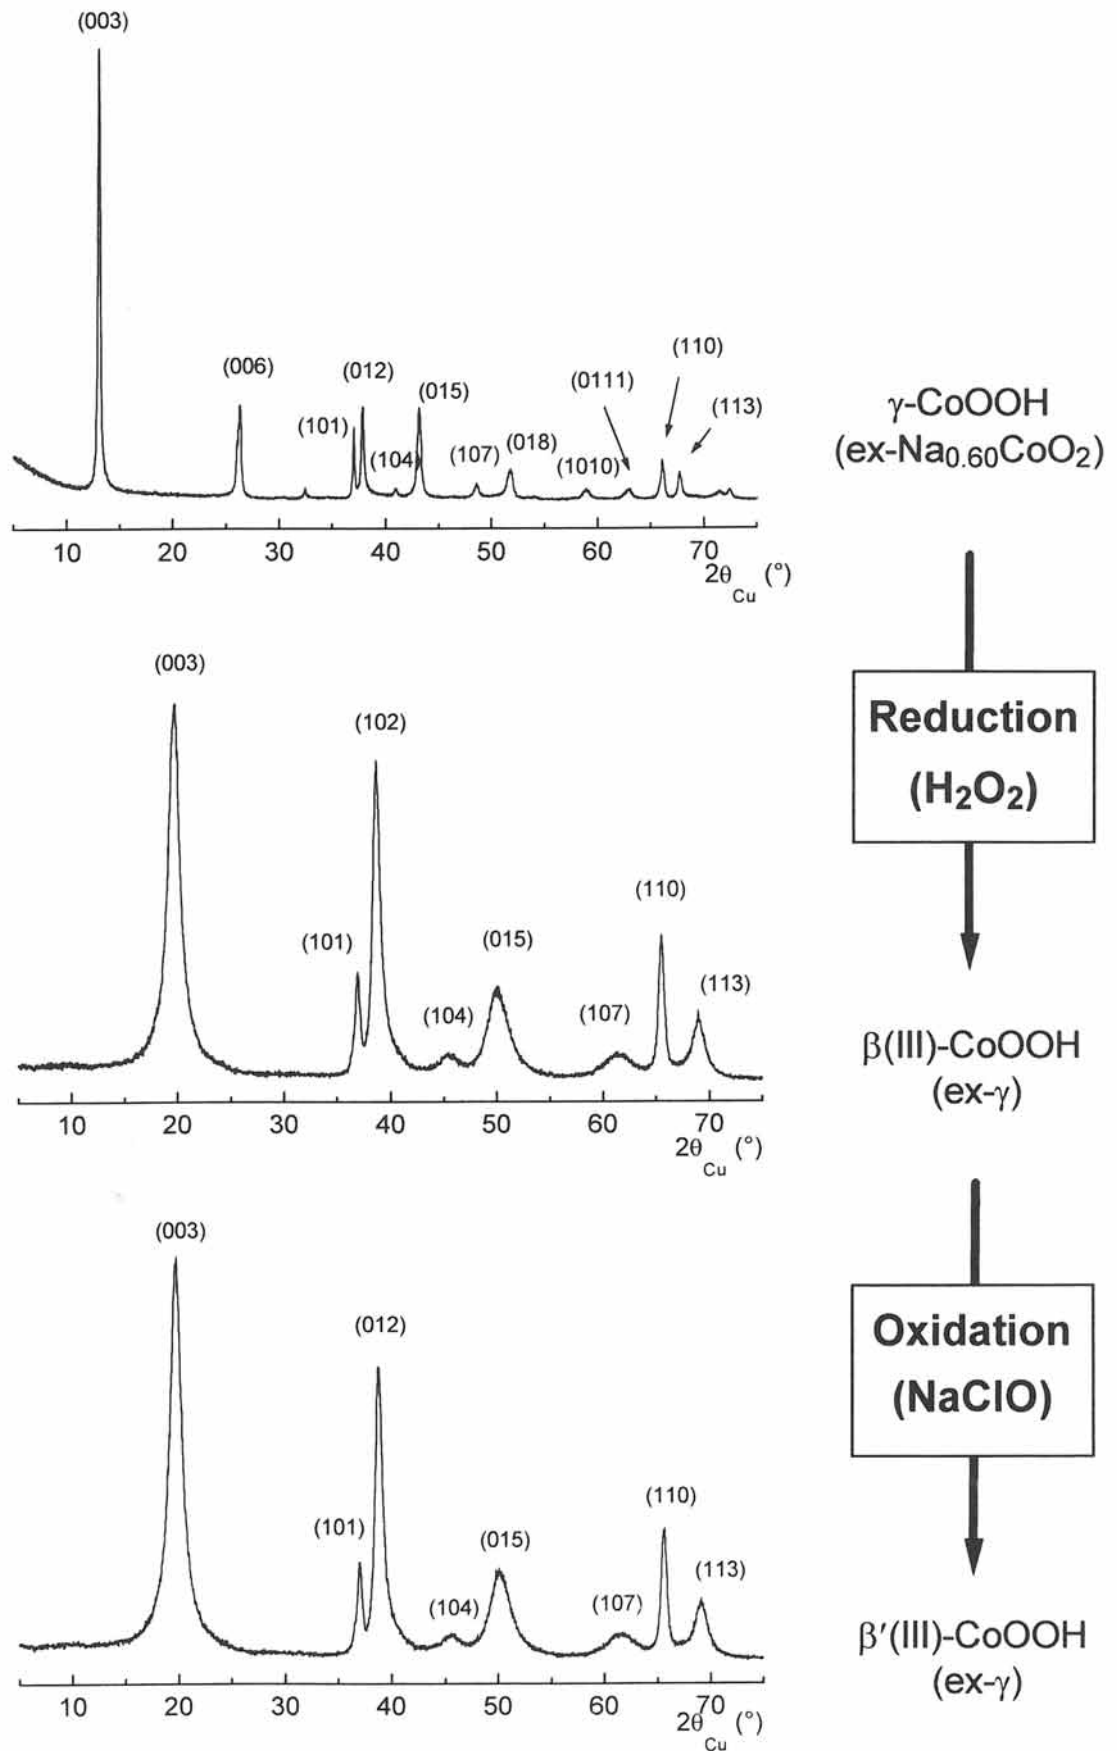 (003)
(006)
(101)
(012)
(104)
(015)
(107)
(018)
(1010)
(0111)
(110)
(113)
10 20 30 40 50 60 70
2θCu (°)
γ-CoOOH
(ex-Na0.60CoO2)
Reduction
(H2O2)
(003)
(101)
(102)
(104)
(015)
(107)
(110)
(113)
10 20 30 40 50 60 70
2θCu (°)
β(III)-CoOOH
(ex-γ)
Oxidation
(NaClO)
(003)
(101)
(012)
(104)
(015)
(107)
(110)
(113)
10 20 30 40 50 60 70
2θCu (°)
β′(III)-CoOOH
(ex-γ)